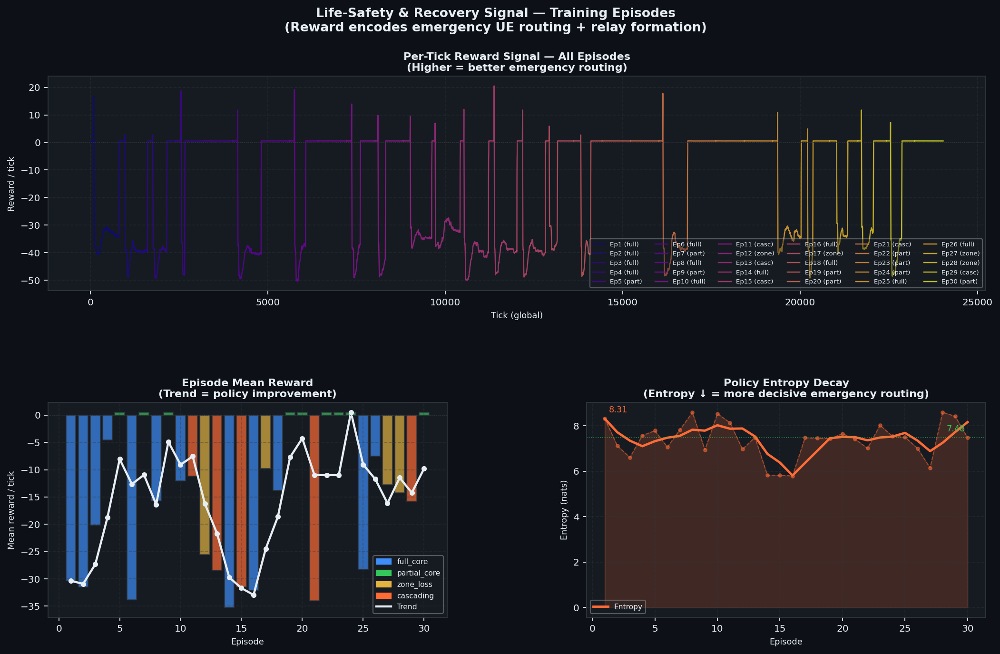 Life-Safety & Recovery Signal — Training Episodes
(Reward encodes emergency UE routing + relay formation)
Per-Tick Reward Signal — All Episodes
(Higher = better emergency routing)
Reward / tick
20
10
0
−10
−20
−30
−40
−50
Ep1 (full)
Ep2 (full)
Ep3 (full)
Ep4 (full)
Ep5 (part)
Ep6 (full)
Ep7 (part)
Ep8 (full)
Ep9 (part)
Ep10 (full)
Ep11 (casc)
Ep12 (zone)
Ep13 (casc)
Ep14 (full)
Ep15 (casc)
Ep16 (full)
Ep17 (zone)
Ep18 (full)
Ep19 (part)
Ep20 (part)
Ep21 (casc)
Ep22 (part)
Ep23 (part)
Ep24 (part)
Ep25 (full)
Ep26 (full)
Ep27 (zone)
Ep28 (zone)
Ep29 (casc)
Ep30 (part)
0 5000 10000 15000 20000 25000
Tick (global)
Episode Mean Reward
(Trend = policy improvement)
Mean reward / tick
0
−5
−10
−15
−20
−25
−30
−35
full_core
partial_core
zone_loss
cascading
Trend
0 5 10 15 20 25 30
Episode
Policy Entropy Decay
(Entropy ↓ = more decisive emergency routing)
Entropy (nats)
8
6
4
2
0
8.31
7.48
Entropy
0 5 10 15 20 25 30
Episode